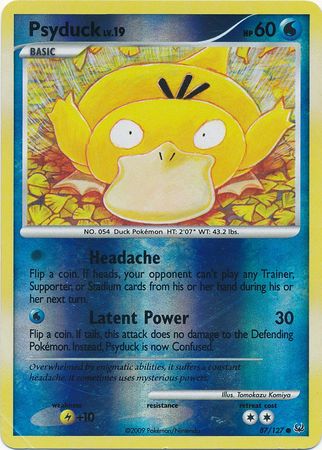 Psyduck LV.19 HP 60
BASIC
NO. 054 Duck Pokémon HT: 2'07" WT: 43.2 lbs.
Headache
Flip a coin. If heads, your opponent can't play any Trainer,
Supporter, or Stadium cards from his or her hand during his or
her next turn.
Latent Power 30
Flip a coin. If tails, this attack does no damage to the Defending
Pokémon. Instead, Psyduck is now Confused.
Overwhelmed by enigmatic abilities, it suffers a constant
headache. It sometimes uses mysterious powers.
Illus. Tomokazu Komiya
weakness resistance retreat cost
+10
©2009 Pokémon/Nintendo 87/127